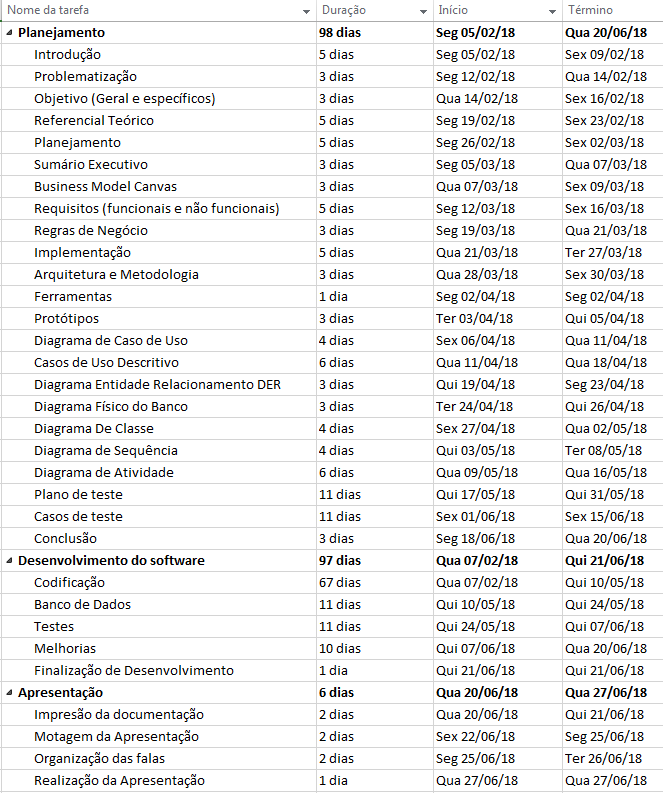 Nome da tarefa Duração Início Término
Planejamento 98 dias Seg 05/02/18 Qua 20/06/18
Introdução 5 dias Seg 05/02/18 Sex 09/02/18
Problematização 3 dias Seg 12/02/18 Qua 14/02/18
Objetivo (Geral e específicos) 3 dias Qua 14/02/18 Sex 16/02/18
Referencial Teórico 5 dias Seg 19/02/18 Sex 23/02/18
Planejamento 5 dias Seg 26/02/18 Sex 02/03/18
Sumário Executivo 3 dias Seg 05/03/18 Qua 07/03/18
Business Model Canvas 3 dias Qua 07/03/18 Sex 09/03/18
Requisitos (funcionais e não funcionais) 5 dias Seg 12/03/18 Sex 16/03/18
Regras de Negócio 3 dias Seg 19/03/18 Qua 21/03/18
Implementação 5 dias Qua 21/03/18 Ter 27/03/18
Arquitetura e Metodologia 3 dias Qua 28/03/18 Sex 30/03/18
Ferramentas 1 dia Seg 02/04/18 Seg 02/04/18
Protótipos 3 dias Ter 03/04/18 Qui 05/04/18
Diagrama de Caso de Uso 4 dias Sex 06/04/18 Qua 11/04/18
Casos de Uso Descritivo 6 dias Qua 11/04/18 Qua 18/04/18
Diagrama Entidade Relacionamento DER 3 dias Qui 19/04/18 Seg 23/04/18
Diagrama Físico do Banco 3 dias Ter 24/04/18 Qui 26/04/18
Diagrama De Classe 4 dias Sex 27/04/18 Qua 02/05/18
Diagrama de Sequência 4 dias Qui 03/05/18 Ter 08/05/18
Diagrama de Atividade 6 dias Qua 09/05/18 Qua 16/05/18
Plano de teste 11 dias Qui 17/05/18 Qui 31/05/18
Casos de teste 11 dias Sex 01/06/18 Sex 15/06/18
Conclusão 3 dias Seg 18/06/18 Qua 20/06/18
Desenvolvimento do software 97 dias Qua 07/02/18 Qui 21/06/18
Codificação 67 dias Qua 07/02/18 Qui 10/05/18
Banco de Dados 11 dias Qui 10/05/18 Qui 24/05/18
Testes 11 dias Qui 24/05/18 Qui 07/06/18
Melhorias 10 dias Qui 07/06/18 Qua 20/06/18
Finalização de Desenvolvimento 1 dia Qui 21/06/18 Qui 21/06/18
Apresentação 6 dias Qua 20/06/18 Qua 27/06/18
Impresão da documentação 2 dias Qua 20/06/18 Qui 21/06/18
Motagem da Apresentação 2 dias Sex 22/06/18 Seg 25/06/18
Organização das falas 2 dias Seg 25/06/18 Ter 26/06/18
Realização da Apresentação 1 dia Qua 27/06/18 Qua 27/06/18